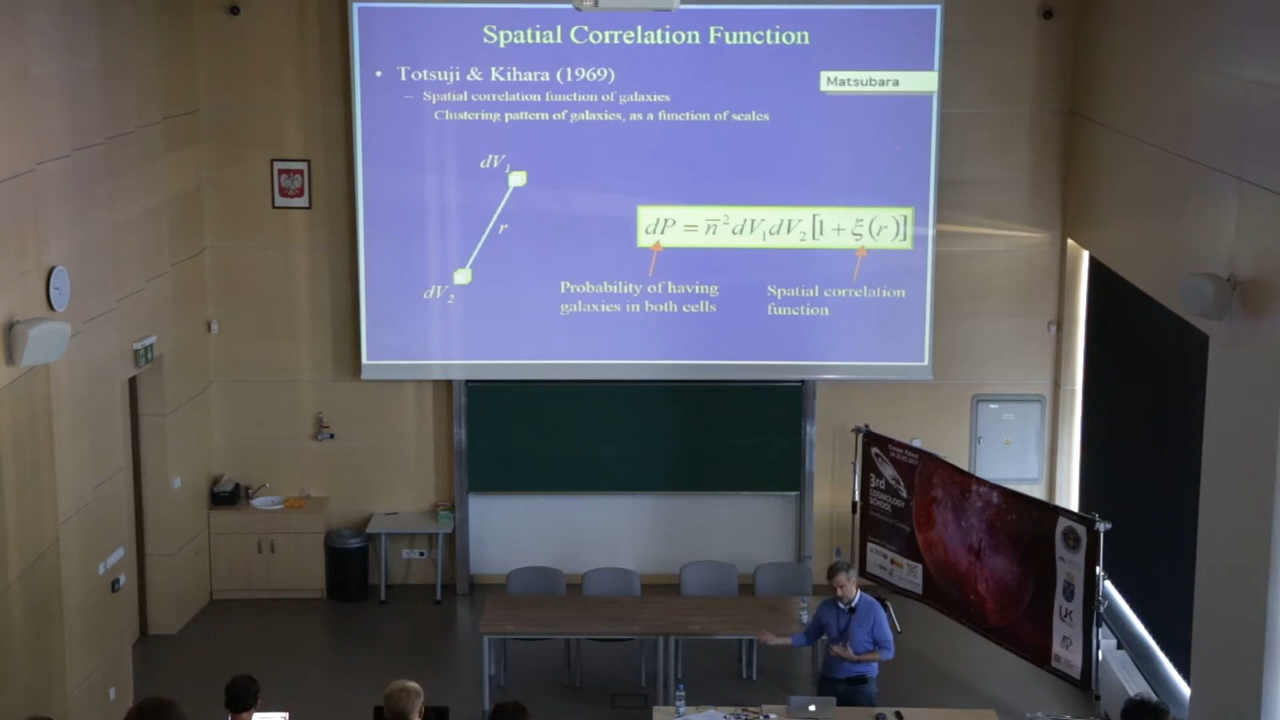 Spatial Correlation Function
• Totsuji & Kihara (1969)
Matsubara
– Spatial correlation function of galaxies
Clustering pattern of galaxies, as a function of scales
dV₁
r
dV₂
dP = n̅²dV₁dV₂[1 + ξ(r)]
Probability of having
galaxies in both cells
Spatial correlation
function
3rd
COSMOLOGY
SCHOOL